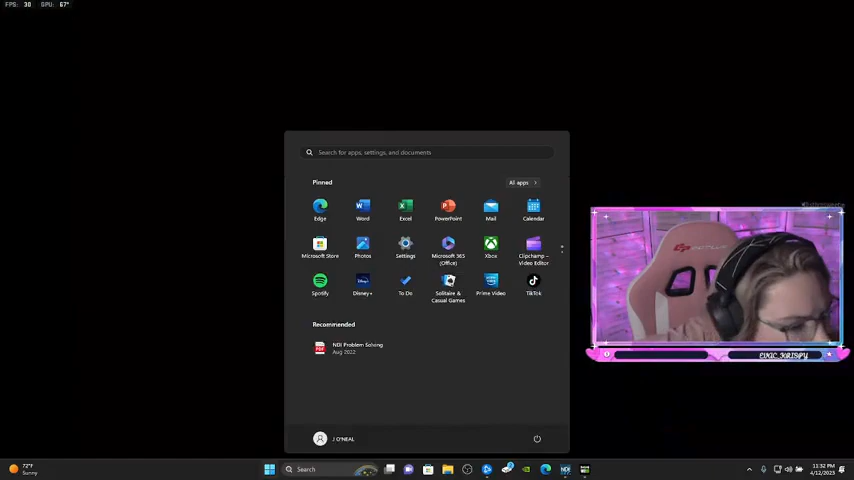 FPS: 30 GPU: 67°
Search for apps, settings, and documents
Pinned
All apps
Edge
Word
Excel
PowerPoint
Mail
Calendar
Microsoft Store
Photos
Settings
Microsoft 365
(Office)
Xbox
Clipchamp –
Video Editor
Spotify
Disney+
To Do
Solitaire &
Casual Games
Prime Video
TikTok
Recommended
NDI Problem Solving
Aug 2022
J O'NEAL
EVIC_KRISPY
72°F
Sunny
Search
11:32 PM
4/12/2023